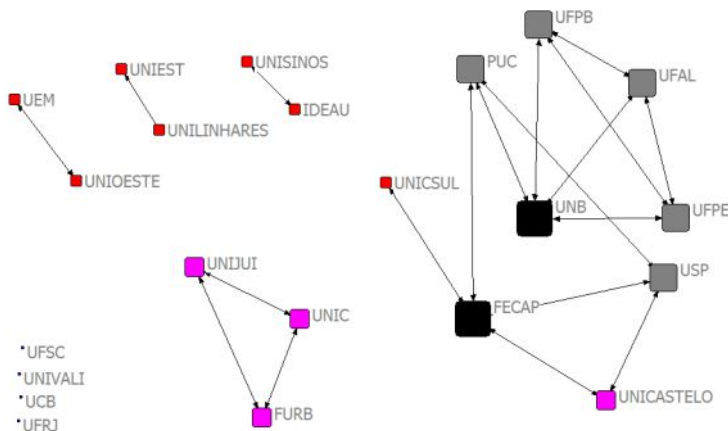 UFPB
UNISINOS
PUC
UNIEST
UFAL
UEM
IDEAU
UNILINHARES
UNIOESTE
UNICSUL
UNB
UFPE
UNIJUI
USP
FECAP
UNIC
UFSC
UNIVALI
UNICASTELO
UCB
FURB
UFRJ